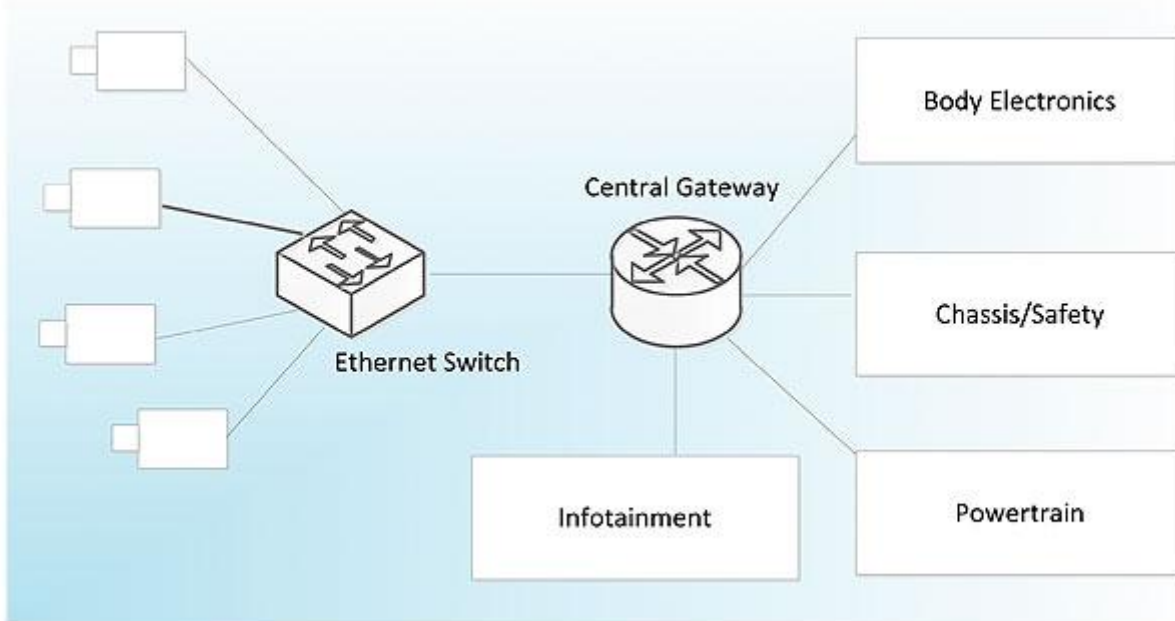 Body Electronics
Central Gateway
Chassis/Safety
Ethernet Switch
Infotainment
Powertrain